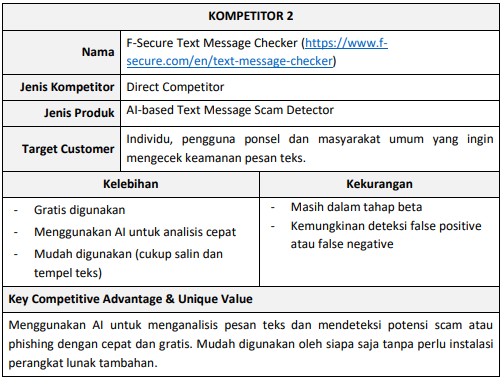 KOMPETITOR 2
Nama
F-Secure Text Message Checker (https://www.f-
secure.com/en/text-message-checker)
Jenis Kompetitor
Direct Competitor
Jenis Produk
AI-based Text Message Scam Detector
Target Customer
Individu, pengguna ponsel dan masyarakat umum yang ingin
mengecek keamanan pesan teks.
Kelebihan
- Gratis digunakan
- Menggunakan AI untuk analisis cepat
- Mudah digunakan (cukup salin dan
tempel teks)
Kekurangan
- Masih dalam tahap beta
- Kemungkinan deteksi false positive
atau false negative
Key Competitive Advantage & Unique Value
Menggunakan AI untuk menganalisis pesan teks dan mendeteksi potensi scam atau
phishing dengan cepat dan gratis. Mudah digunakan oleh siapa saja tanpa perlu instalasi
perangkat lunak tambahan.